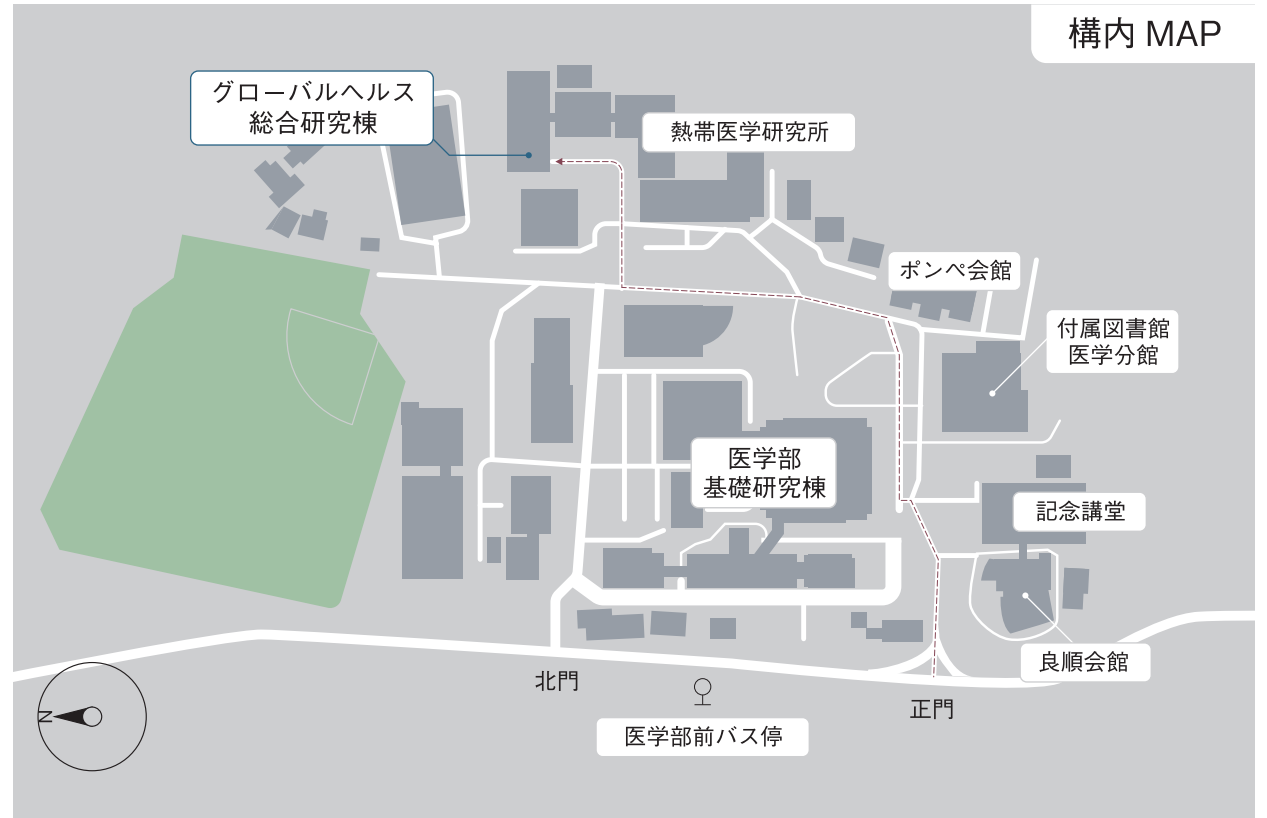 構内 MAP
グローバルヘルス
総合研究棟
熱帯医学研究所
ポンペ会館
付属図書館
医学分館
医学部
基礎研究棟
記念講堂
良順会館
北門
正門
医学部前バス停
N